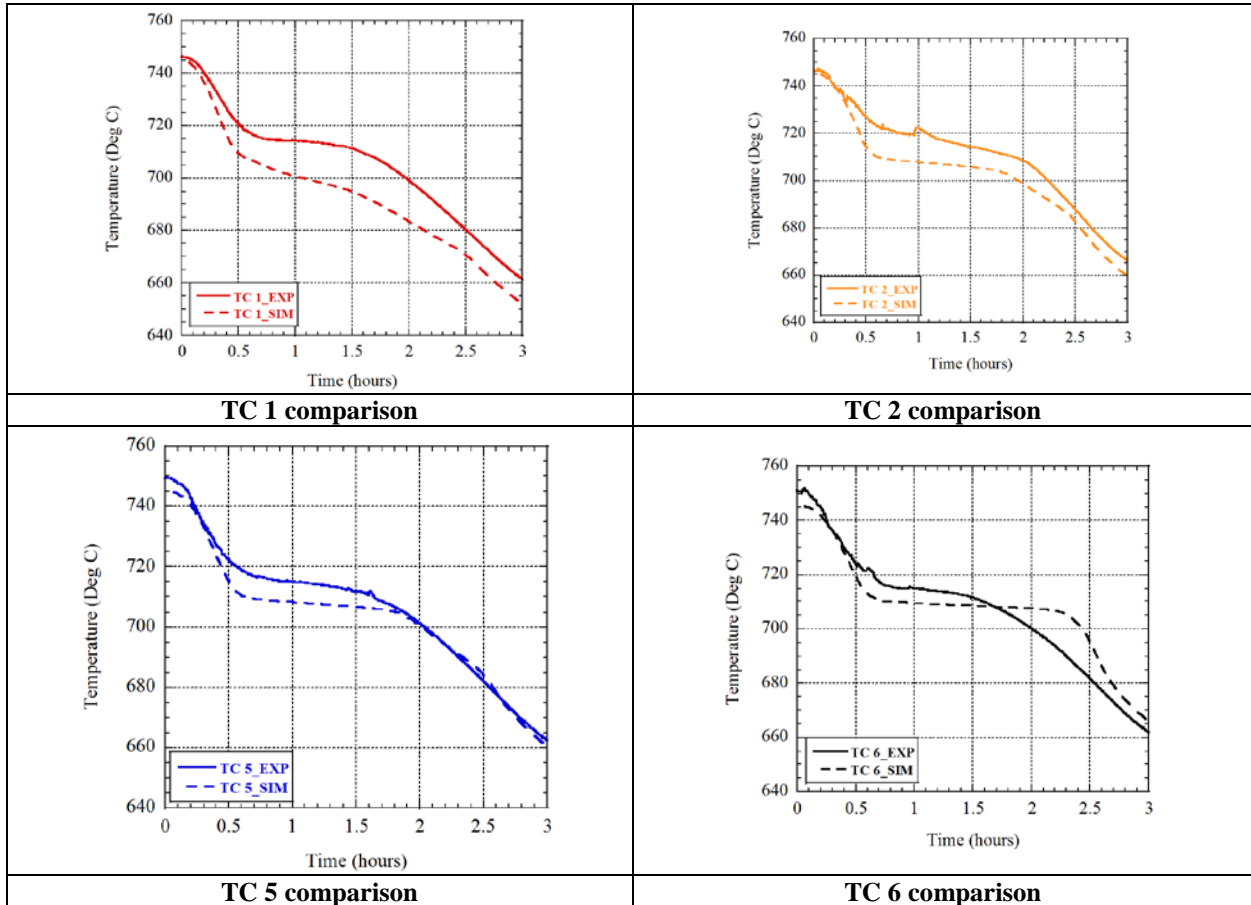 760
740
720
700
680
660
640
Temperature (Deg C)
TC 1_EXP
TC 1_SIM
0 0.5 1 1.5 2 2.5 3
Time (hours)
TC 1 comparison
760
740
720
700
680
660
640
Temperature (Deg C)
TC 2_EXP
TC 2_SIM
0 0.5 1 1.5 2 2.5 3
Time (hours)
TC 2 comparison
760
740
720
700
680
660
640
Temperature (Deg C)
TC 5_EXP
TC 5_SIM
0 0.5 1 1.5 2 2.5 3
Time (hours)
TC 5 comparison
760
740
720
700
680
660
640
Temperature (Deg C)
TC 6_EXP
TC 6_SIM
0 0.5 1 1.5 2 2.5 3
Time (hours)
TC 6 comparison